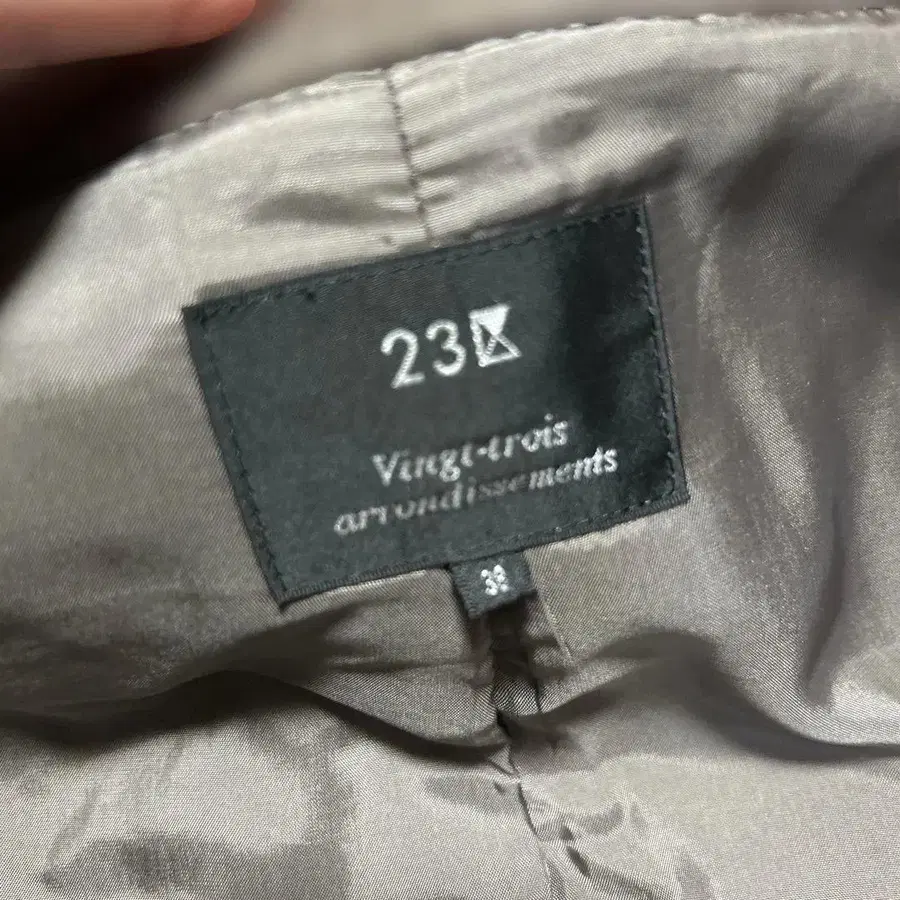 23
Vingt-trois
arrondissements
38